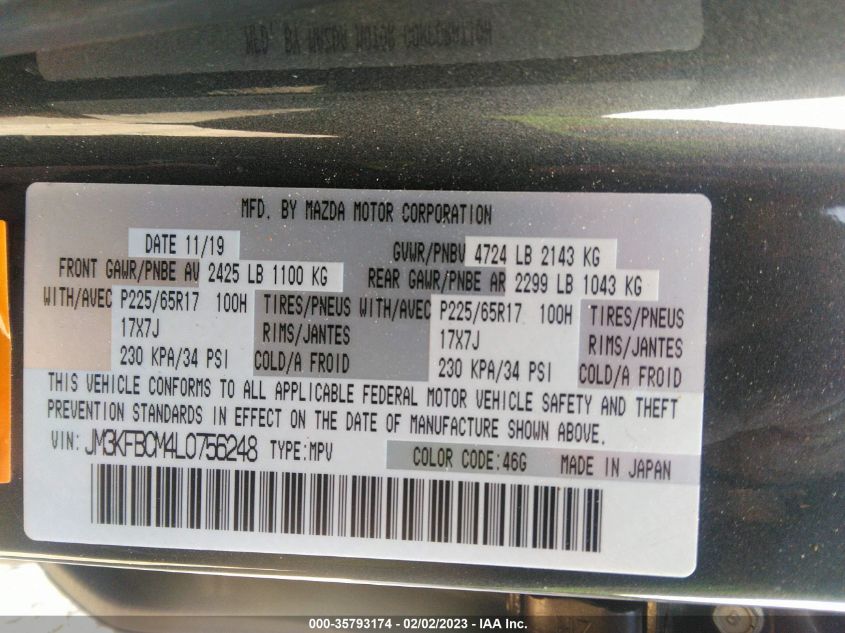 MFD. BY MAZDA MOTOR CORPORATION
DATE 11/19 GVWR/PNBV 4724 LB 2143 KG
FRONT GAWR/PNBE AV 2425 LB 1100 KG REAR GAWR/PNBE AR 2299 LB 1043 KG
WITH/AVEC P225/65R17 100H TIRES/PNEUS WITH/AVEC P225/65R17 100H TIRES/PNEUS
17X7J RIMS/JANTES 17X7J RIMS/JANTES
230 KPA/34 PSI COLD/A FROID 230 KPA/34 PSI COLD/A FROID
THIS VEHICLE CONFORMS TO ALL APPLICABLE FEDERAL MOTOR VEHICLE SAFETY AND THEFT
PREVENTION STANDARDS IN EFFECT ON THE DATE OF MANUFACTURE SHOWN ABOVE.
VIN: JM3KFBCM4L0756248 TYPE:MPV COLOR CODE:46G MADE IN JAPAN
000-35793174 - 02/02/2023 - IAA Inc.